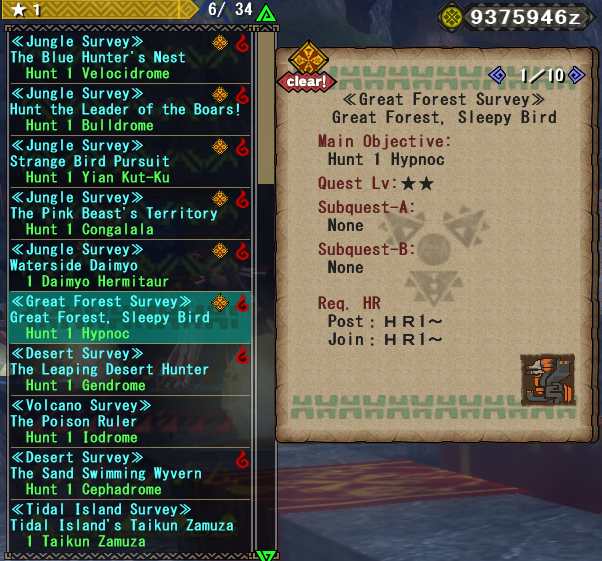 ★ 1
6/ 34
≪Jungle Survey≫
The Blue Hunter's Nest
Hunt 1 Velocidrome
≪Jungle Survey≫
Hunt the Leader of the Boars!
Hunt 1 Bulldrome
≪Jungle Survey≫
Strange Bird Pursuit
Hunt 1 Yian Kut-Ku
≪Jungle Survey≫
The Pink Beast's Territory
Hunt 1 Congalala
≪Jungle Survey≫
Waterside Daimyo
1 Daimyo Hermitaur
≪Great Forest Survey≫
Great Forest, Sleepy Bird
Hunt 1 Hypnoc
≪Desert Survey≫
The Leaping Desert Hunter
Hunt 1 Gendrome
≪Volcano Survey≫
The Poison Ruler
Hunt 1 Iodrome
≪Desert Survey≫
The Sand Swimming Wyvern
Hunt 1 Cephadrome
≪Tidal Island Survey≫
Tidal Island's Taikun Zamuza
1 Taikun Zamuza
9375946z
clear!
1/10
≪Great Forest Survey≫
Great Forest, Sleepy Bird
Main Objective:
Hunt 1 Hypnoc
Quest Lv:★★
Subquest-A:
None
Subquest-B:
None
Req. HR
Post : HR1~
Join : HR1~